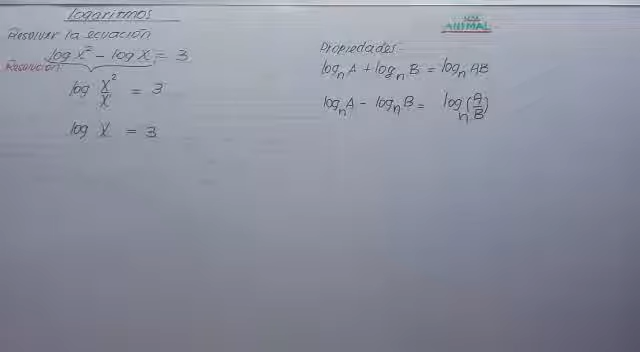 logaritmos
Resolver la ecuación
log x² - log x = 3
Resolución:
log x²/x = 3
log x = 3
ANIMAL
Propiedades:
logₙ A + logₙ B = logₙ AB
logₙ A - logₙ B = logₙ (A/B)